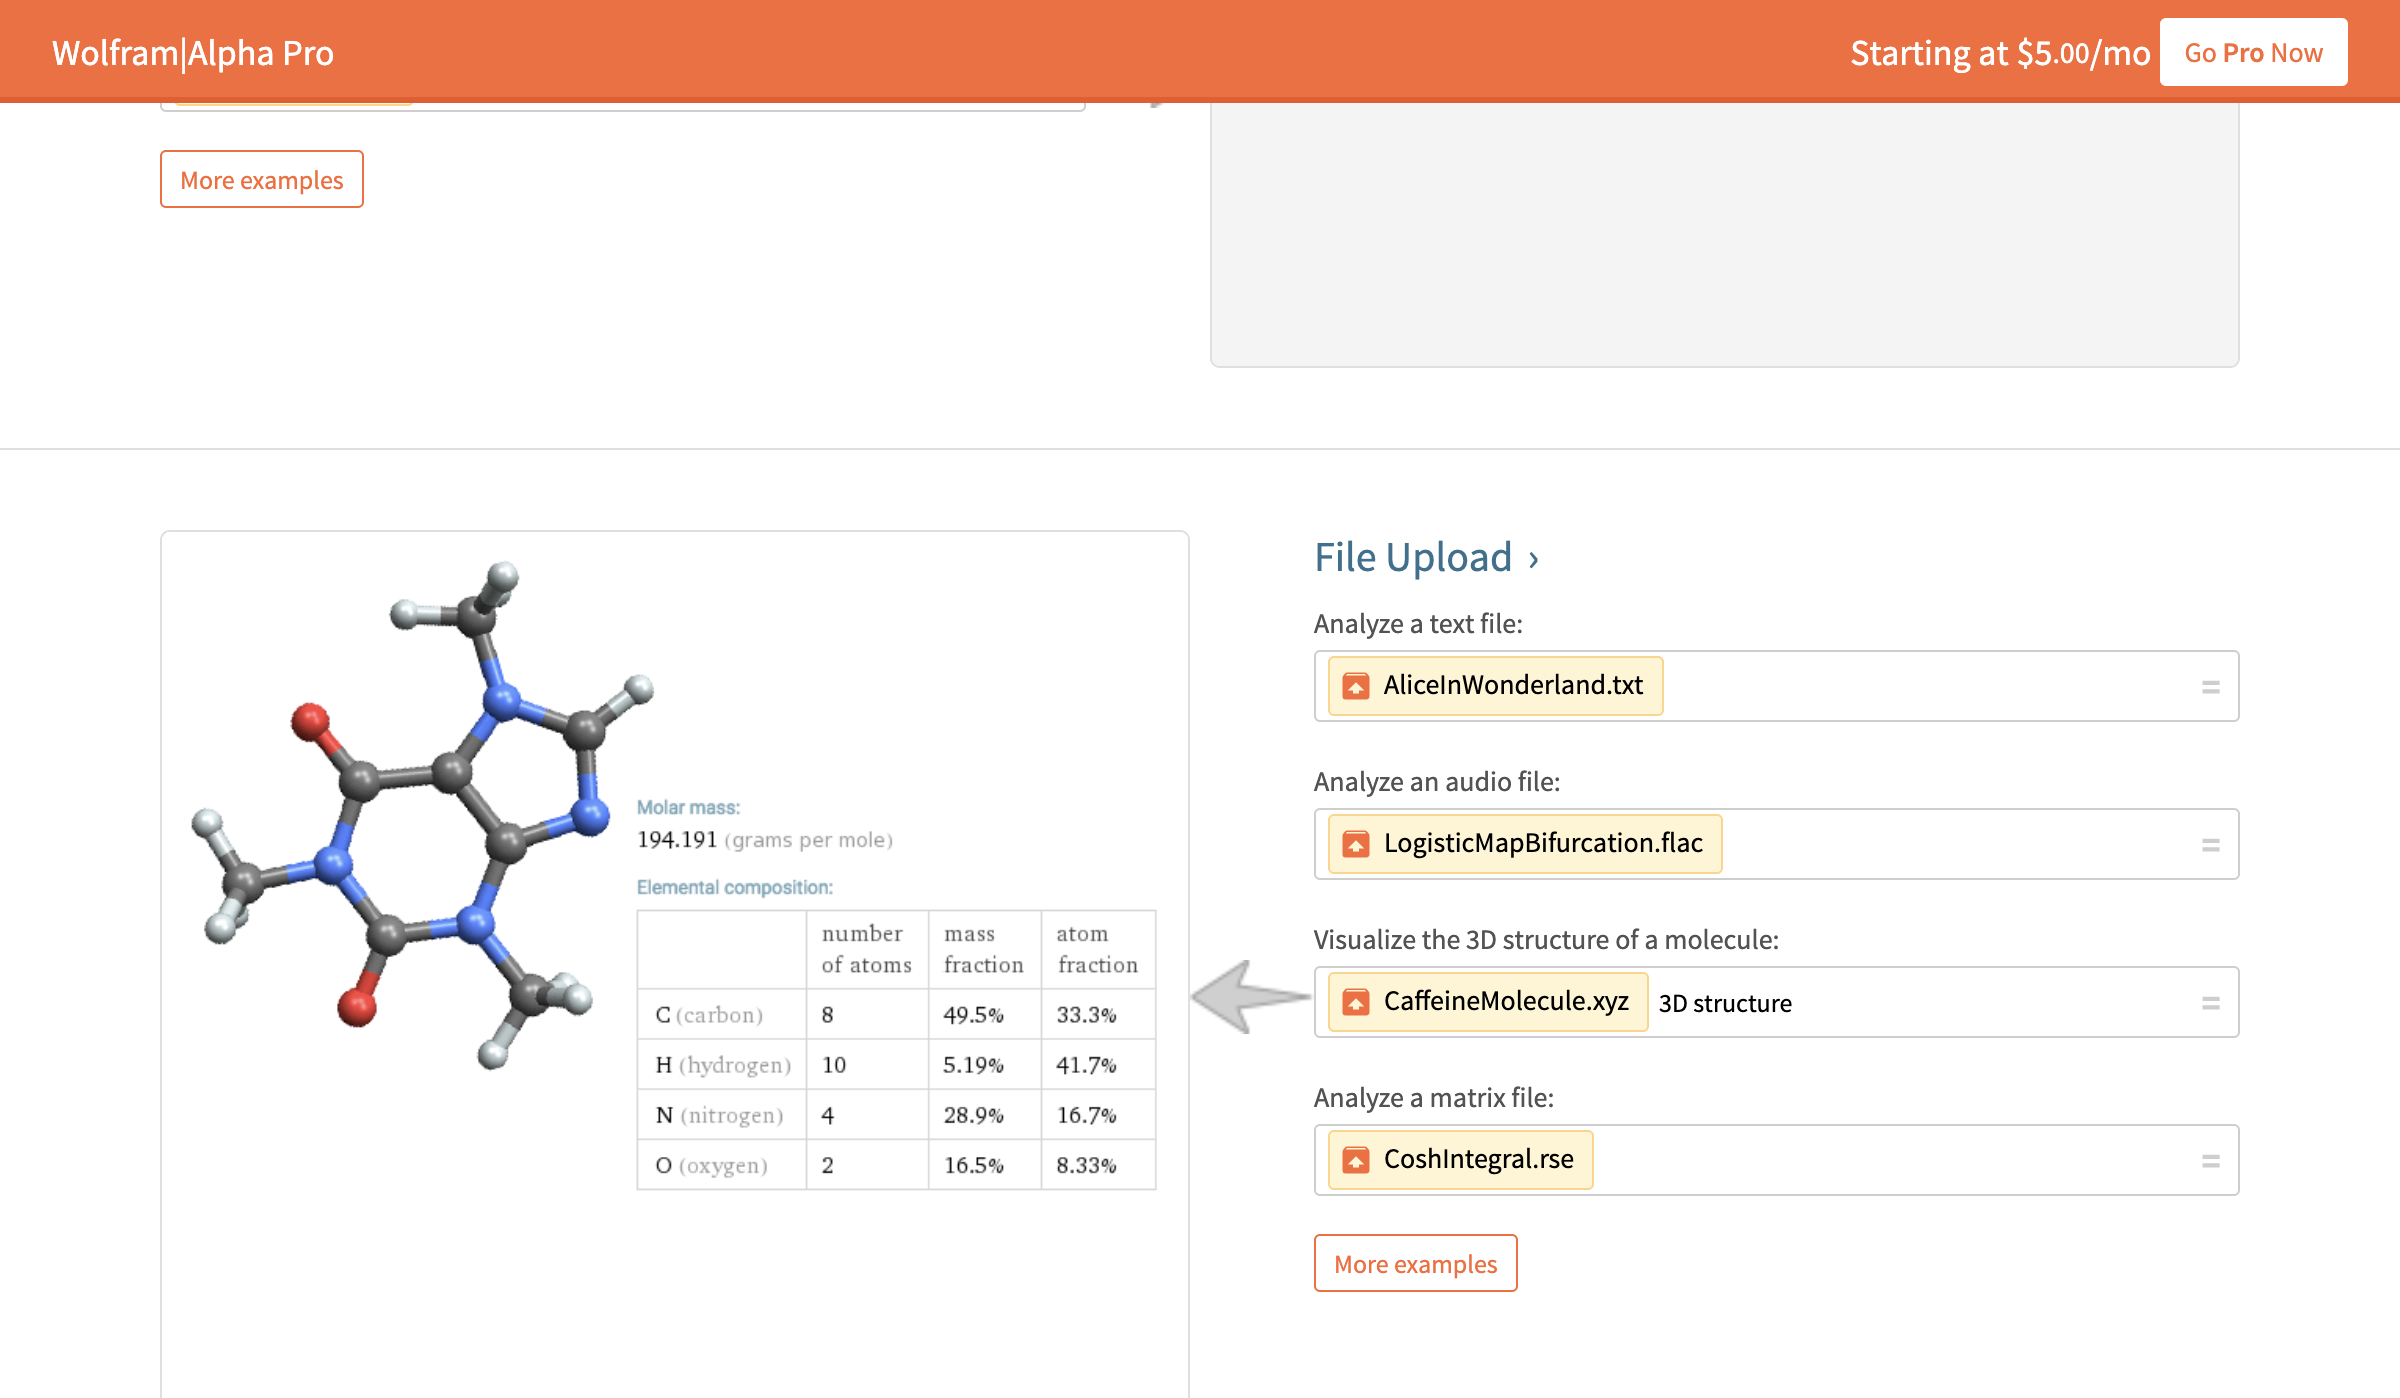 Wolfram|Alpha Pro
Starting at $5.00/mo
Go Pro Now
More examples
Molar mass:
194.191 (grams per mole)
Elemental composition:
number of atoms mass fraction atom fraction
C (carbon) 8 49.5% 33.3%
H (hydrogen) 10 5.19% 41.7%
N (nitrogen) 4 28.9% 16.7%
O (oxygen) 2 16.5% 8.33%
File Upload ›
Analyze a text file:
AliceInWonderland.txt =
Analyze an audio file:
LogisticMapBifurcation.flac =
Visualize the 3D structure of a molecule:
CaffeineMolecule.xyz 3D structure =
Analyze a matrix file:
CoshIntegral.rse =
More examples